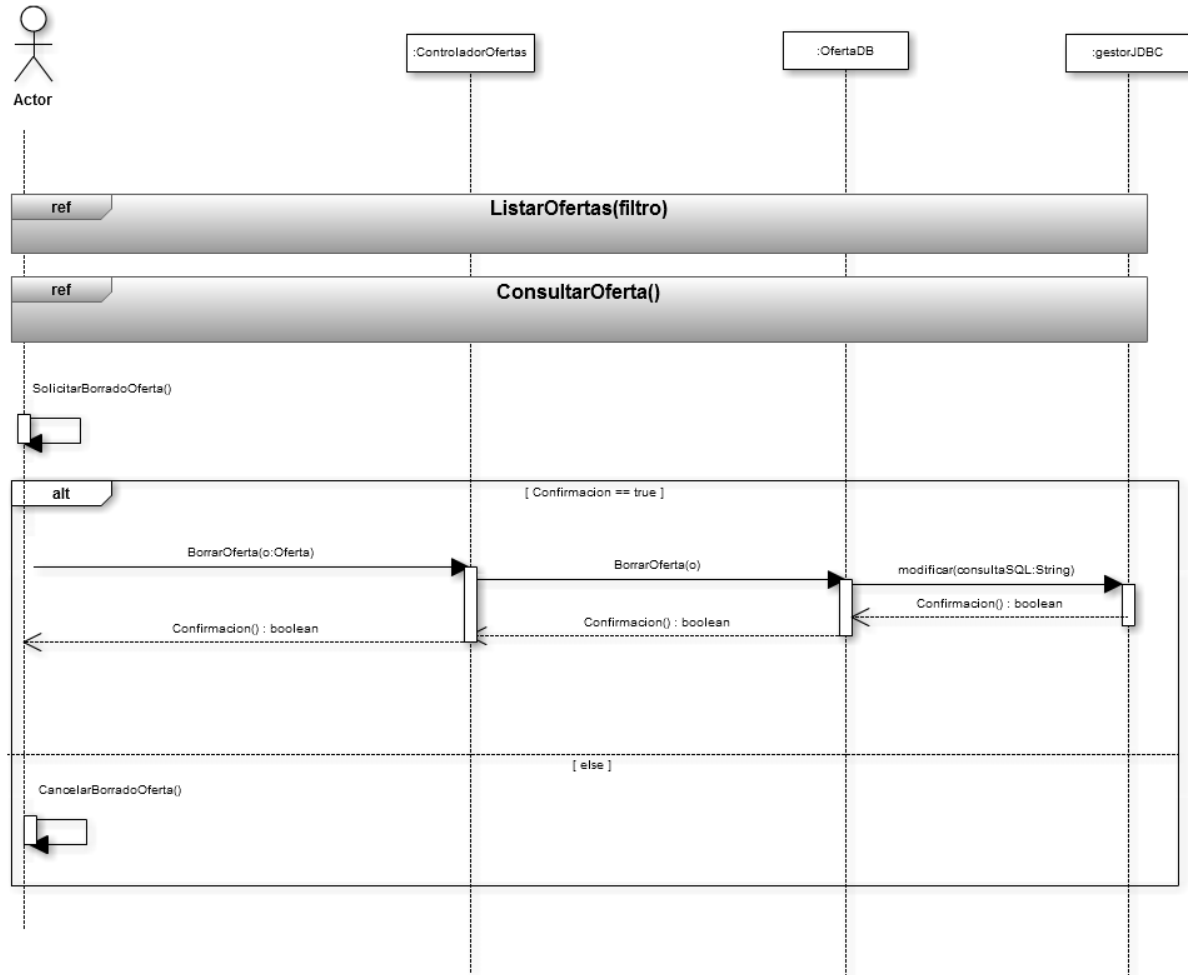 :ControladorOfertas
:OfertaDB
:gestorJDBC
Actor
ref
ListarOfertas(filtro)
ref
ConsultarOferta()
SolicitarBorradoOferta()
alt
[ Confirmacion == true ]
BorrarOferta(o:Oferta)
BorrarOferta(o)
modificar(consultaSQL:String)
Confirmacion() : boolean
Confirmacion() : boolean
Confirmacion() : boolean
[ else ]
CancelarBorradoOferta()